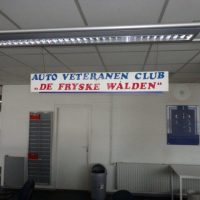 AUTO VETERANEN CLUB
„DE FRYSKE WALDEN"